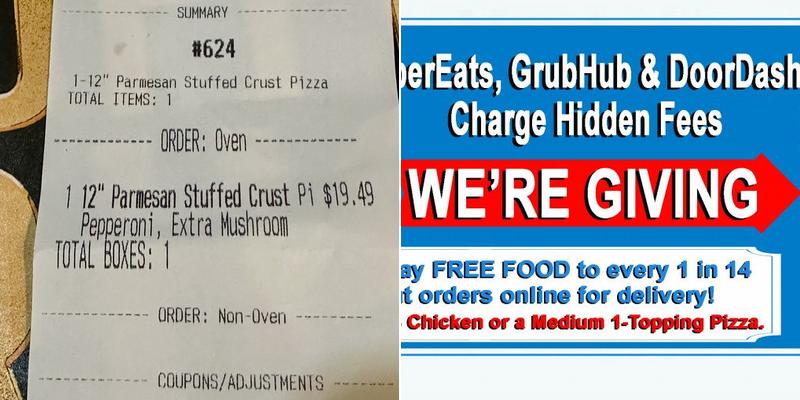 SUMMARY
#624
1-12" Parmesan Stuffed Crust Pizza
TOTAL ITEMS: 1
ORDER: Oven
1 12" Parmesan Stuffed Crust Pi $19.49
Pepperoni, Extra Mushroom
TOTAL BOXES: 1
ORDER: Non-Oven
COUPONS/ADJUSTMENTS
perEats, GrubHub & DoorDash
Charge Hidden Fees
WE'RE GIVING
ay FREE FOOD to every 1 in 14
t orders online for delivery!
Chicken or a Medium 1-Topping Pizza.